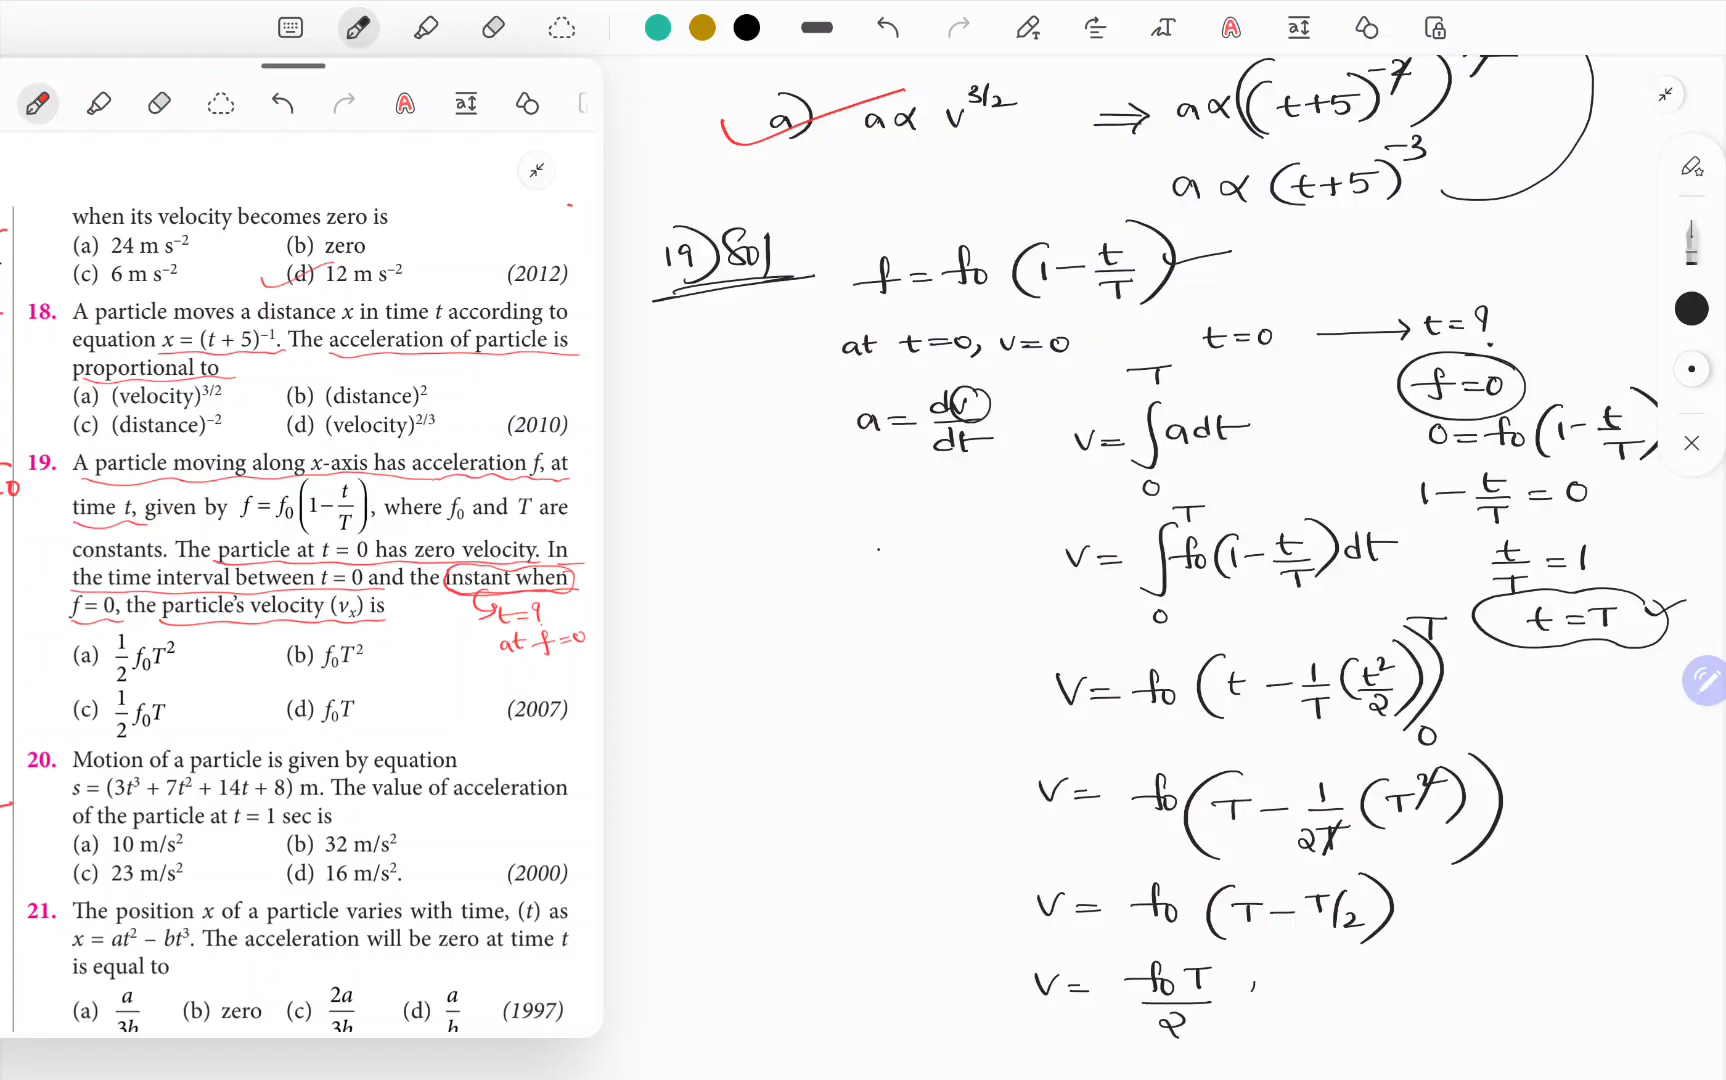 when its velocity becomes zero is
(a) 24 m s⁻² (b) zero
(c) 6 m s⁻² (d) 12 m s⁻² (2012)
18. A particle moves a distance x in time t according to
equation x = (t + 5)⁻¹. The acceleration of particle is
proportional to
(a) (velocity)³ᐟ² (b) (distance)²
(c) (distance)⁻² (d) (velocity)²ᐟ³ (2010)
19. A particle moving along x-axis has acceleration f, at
time t, given by f = f₀(1 − t/T), where f₀ and T are
constants. The particle at t = 0 has zero velocity. In
the time interval between t = 0 and the instant when
f = 0, the particle's velocity (vₓ) is
t=?
at f=0
(a) 1/2 f₀T² (b) f₀T²
(c) 1/2 f₀T (d) f₀T (2007)
20. Motion of a particle is given by equation
s = (3t³ + 7t² + 14t + 8) m. The value of acceleration
of the particle at t = 1 sec is
(a) 10 m/s² (b) 32 m/s²
(c) 23 m/s² (d) 16 m/s². (2000)
21. The position x of a particle varies with time, (t) as
x = at² – bt³. The acceleration will be zero at time t
is equal to
(a) a/3b (b) zero (c) 2a/3b (d) a/b (1997)
a) a ∝ v³ᐟ² ⟹ a ∝ ((t+5)⁻²)
a ∝ (t+5)⁻³
19) Sol
f = f₀ (1 − t/T)
at t=0, v=0
t=0 → t=?
f=0
a = dv/dt
v = ∫₀ᵀ a dt
0 = f₀(1 − t/T)
1 − t/T = 0
v = ∫₀ᵀ f₀(1 − t/T) dt
t/T = 1
t = T
V = f₀ (t − 1/T (t²/2))₀ᵀ
V = f₀ (T − 1/2T (T²))
V = f₀ (T − T/2)
V = f₀T/2